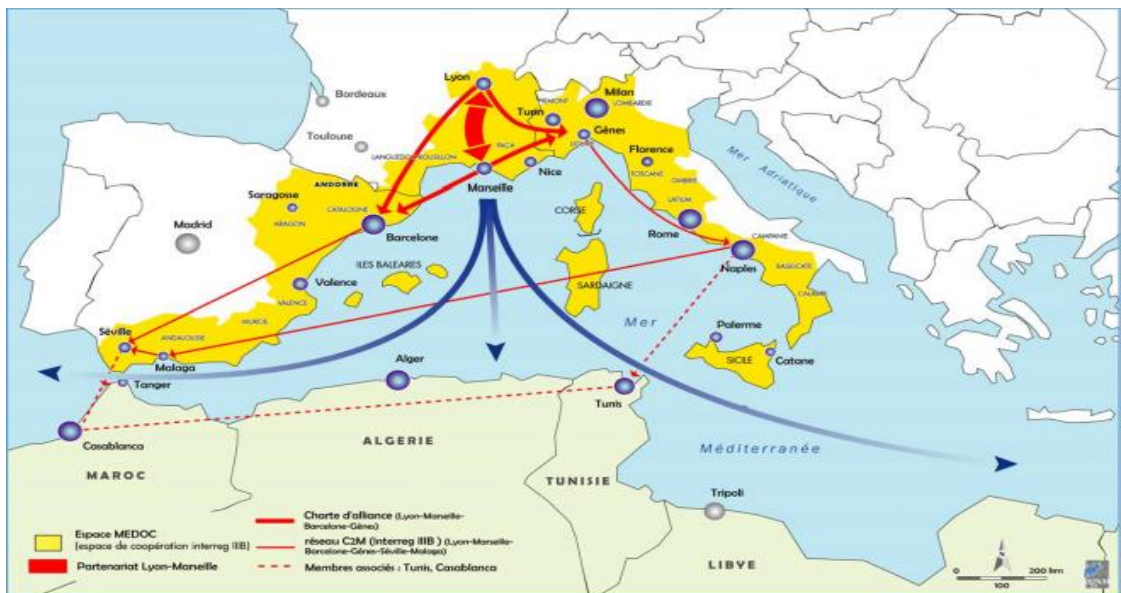 Lyon
Milan
Bordeaux
Turin
PIEMONT
LOMBARDIE
Gênes
Toulouse
PACA
LIGURIE
LANGUEDOC-ROUSSILLON
Nice
Florence
TOSCANE
OMBRIE
Mer Adriatique
ANDORRE
Marseille
Saragosse
CATALOGNE
CORSE
LATIUM
Madrid
ARAGON
Barcelone
Rome
CAMPANIE
ILES BALEARES
Naples
BASILICATE
Valence
SARDAIGNE
CALABRE
VALENCE
Mer
Séville
MURCIE
Palerme
ANDALOUSIE
SICILE
Catane
Malaga
Alger
Tanger
Tunis
Casablanca
ALGERIE
Méditerranée
MAROC
TUNISIE
Tripoli
LIBYE
Espace MEDOC
(espace de coopération interreg IIIB)
Partenariat Lyon-Marseille
Charte d'alliance (Lyon-Marseille-
Barcelone-Gênes)
réseau C2M (interreg IIIB ) (Lyon-Marseille-
Barcelone-Gênes-Séville-Malaga)
Membres associés : Tunis, Casablanca
0 200 km
100